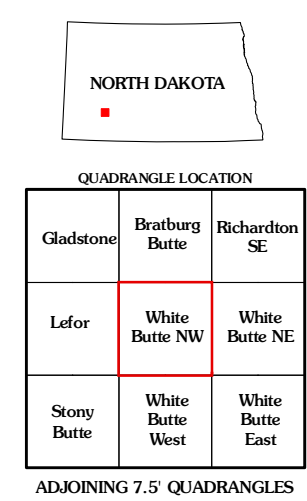 NORTH DAKOTA
QUADRANGLE LOCATION
Gladstone
Bratburg
Butte
Richardton
SE
Lefor
White
Butte NW
White
Butte NE
Stony
Butte
White
Butte
West
White
Butte
East
ADJOINING 7.5' QUADRANGLES